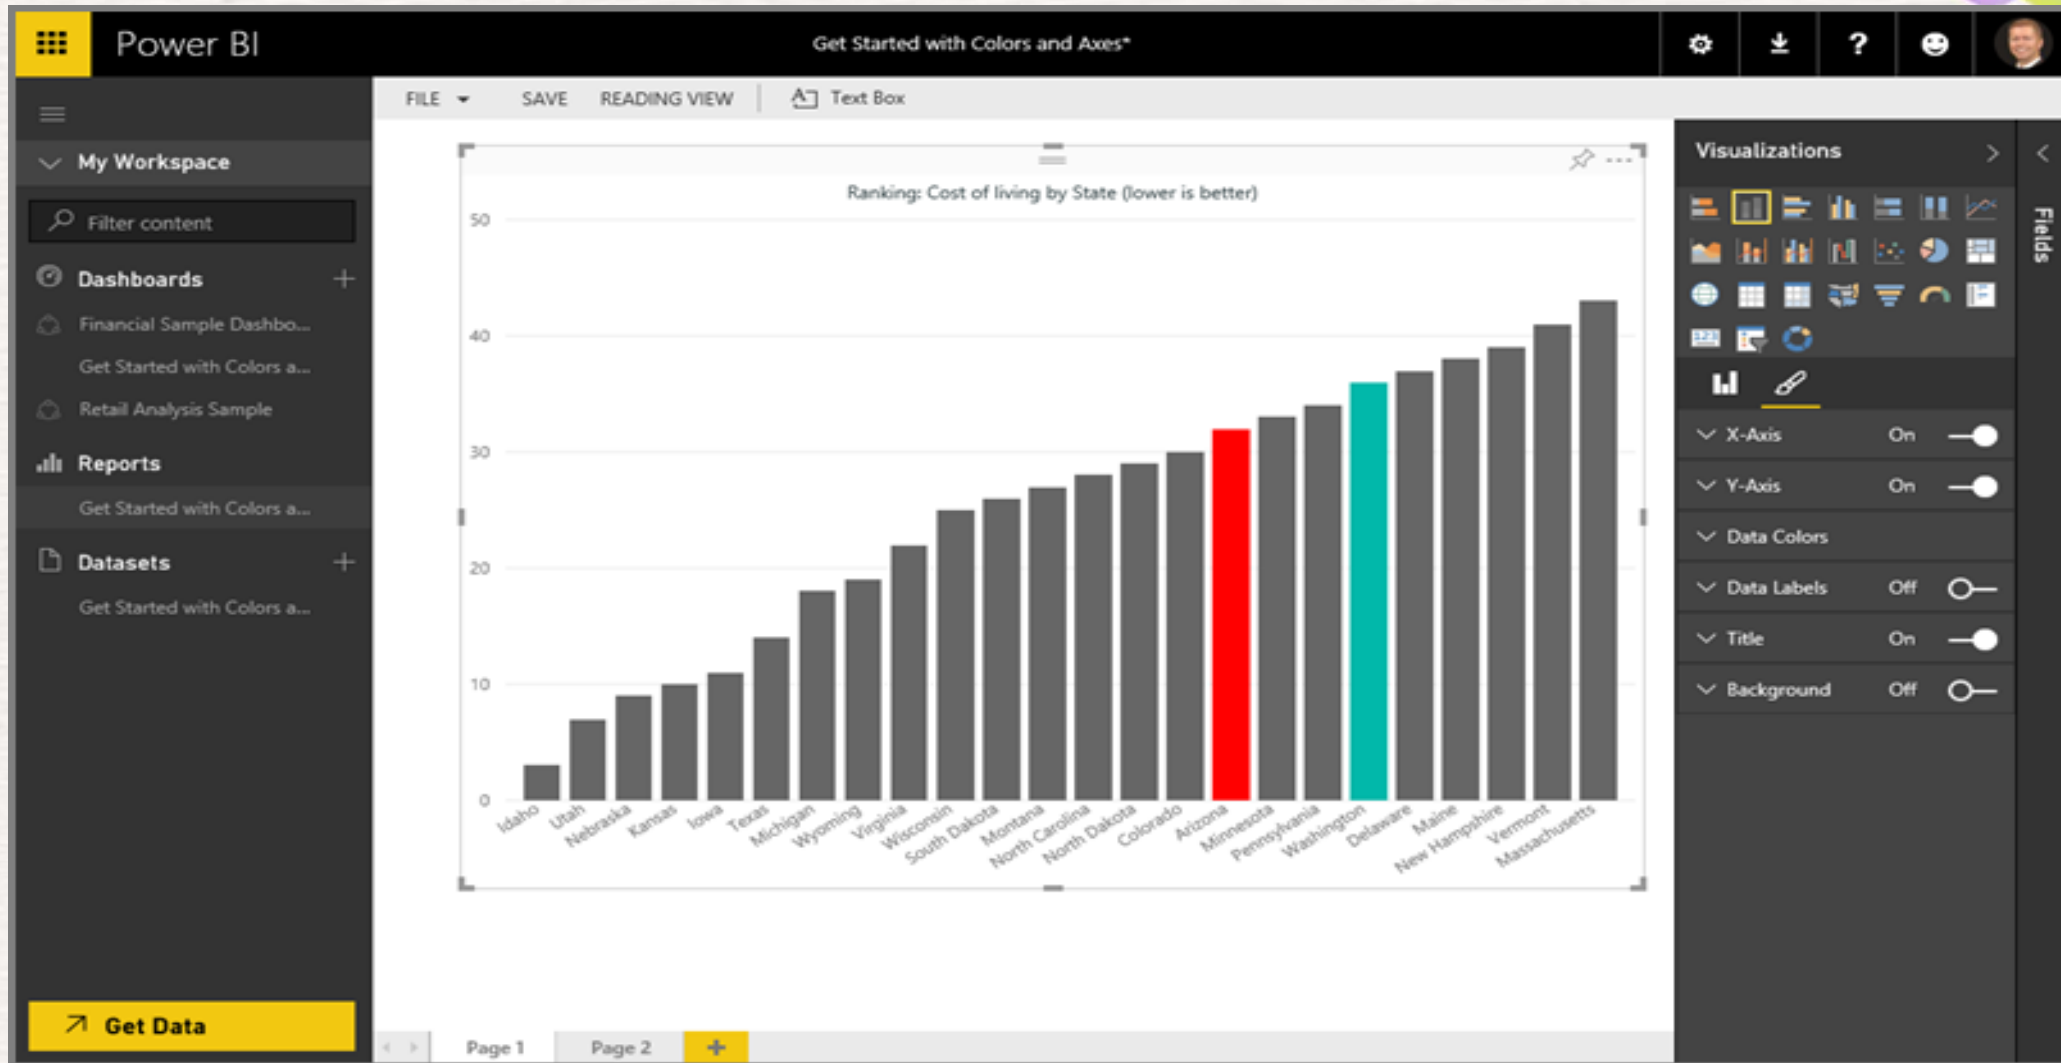 Power BI
Get Started with Colors and Axes*
?
FILE SAVE READING VIEW Text Box
My Workspace
Filter content
Dashboards +
Financial Sample Dashbo...
Get Started with Colors a...
Retail Analysis Sample
Reports
Get Started with Colors a...
Datasets +
Get Started with Colors a...
Get Data
Ranking: Cost of living by State (lower is better)
50
40
30
20
10
0
Idaho
Utah
Nebraska
Kansas
Iowa
Texas
Michigan
Wyoming
Virginia
Wisconsin
South Dakota
Montana
North Carolina
North Dakota
Colorado
Arizona
Minnesota
Pennsylvania
Washington
Delaware
Maine
New Hampshire
Vermont
Massachusetts
Page 1 Page 2 +
Visualizations
X-Axis On
Y-Axis On
Data Colors
Data Labels Off
Title On
Background Off
Fields